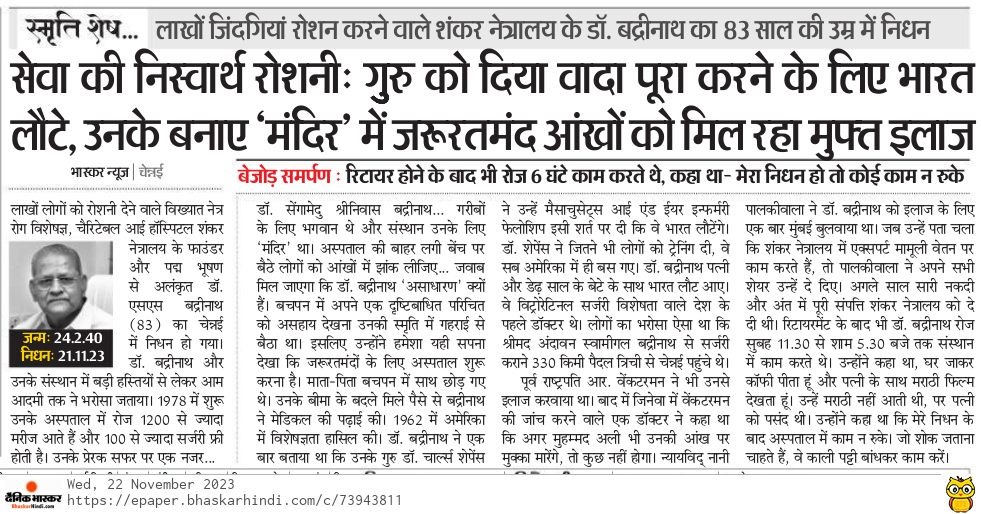 स्मृति शेष... लाखों जिंदगियां रोशन करने वाले शंकर नेत्रालय के डॉ. बद्रीनाथ का 83 साल की उम्र में निधन
सेवा की निस्वार्थ रोशनीः गुरु को दिया वादा पूरा करने के लिए भारत
लौटे, उनके बनाए ‘मंदिर’ में जरूरतमंद आंखों को मिल रहा मुफ्त इलाज
भास्कर न्यूज | चेन्नई
बेजोड़ समर्पण : रिटायर होने के बाद भी रोज 6 घंटे काम करते थे, कहा था- मेरा निधन हो तो कोई काम न रुके
लाखों लोगों को रोशनी देने वाले विख्यात नेत्र
रोग विशेषज्ञ, चैरिटेबल आई हॉस्पिटल शंकर
नेत्रालय के फाउंडर
और पद्म भूषण
से अलंकृत डॉ.
एसएस बद्रीनाथ
(83) का चेन्नई
में निधन हो गया।
डॉ. बद्रीनाथ और
जन्मः 24.2.40
निधनः 21.11.23
उनके संस्थान में बड़ी हस्तियों से लेकर आम
आदमी तक ने भरोसा जताया। 1978 में शुरू
उनके अस्पताल में रोज 1200 से ज्यादा
मरीज आते हैं और 100 से ज्यादा सर्जरी फ्री
होती है। उनके प्रेरक सफर पर एक नजर...
डॉ. सेंगामेदु श्रीनिवास बद्रीनाथ... गरीबों
के लिए भगवान थे और संस्थान उनके लिए
‘मंदिर’ था। अस्पताल की बाहर लगी बेंच पर
बैठे लोगों को आंखों में झांक लीजिए... जवाब
मिल जाएगा कि डॉ. बद्रीनाथ ‘असाधारण’ क्यों
हैं। बचपन में अपने एक दृष्टिबाधित परिचित
को असहाय देखना उनकी स्मृति में गहराई से
बैठा था। इसलिए उन्होंने हमेशा यही सपना
देखा कि जरूरतमंदों के लिए अस्पताल शुरू
करना है। माता-पिता बचपन में साथ छोड़ गए
थे। उनके बीमा के बदले मिले पैसे से बद्रीनाथ
ने मेडिकल की पढ़ाई की। 1962 में अमेरिका
में विशेषज्ञता हासिल की। डॉ. बद्रीनाथ ने एक
बार बताया था कि उनके गुरु डॉ. चार्ल्स शेपेंस
ने उन्हें मैसाचुसेट्स आई एंड ईयर इन्फर्मरी
फेलोशिप इसी शर्त पर दी कि वे भारत लौटेंगे।
डॉ. शेपेंस ने जितने भी लोगों को ट्रेनिंग दी, वे
सब अमेरिका में ही बस गए। डॉ. बद्रीनाथ पत्नी
और डेढ़ साल के बेटे के साथ भारत लौट आए।
वे विट्रोरेटिनल सर्जरी विशेषता वाले देश के
पहले डॉक्टर थे। लोगों का भरोसा ऐसा था कि
श्रीमद अंदावन स्वामीगल बद्रीनाथ से सर्जरी
कराने 330 किमी पैदल त्रिची से चेन्नई पहुंचे थे।
पूर्व राष्ट्रपति आर. वेंकटरमन ने भी उनसे
इलाज करवाया था। बाद में जिनेवा में वेंकटरमन
की जांच करने वाले एक डॉक्टर ने कहा था
कि अगर मुहम्मद अली भी उनकी आंख पर
मुक्का मारेंगे, तो कुछ नहीं होगा। न्यायविद् नानी
पालकीवाला ने डॉ. बद्रीनाथ को इलाज के लिए
एक बार मुंबई बुलवाया था। जब उन्हें पता चला
कि शंकर नेत्रालय में एक्सपर्ट मामूली वेतन पर
काम करते हैं, तो पालकीवाला ने अपने सभी
शेयर उन्हें दे दिए। अगले साल सारी नकदी
और अंत में पूरी संपत्ति शंकर नेत्रालय को दे
दी थी। रिटायरमेंट के बाद भी डॉ. बद्रीनाथ रोज
सुबह 11.30 से शाम 5.30 बजे तक संस्थान
में काम करते थे। उन्होंने कहा था, घर जाकर
कॉफी पीता हूं और पत्नी के साथ मराठी फिल्म
देखता हूं। उन्हें मराठी नहीं आती थी, पर पत्नी
को पसंद थी। उन्होंने कहा था कि मेरे निधन के
बाद अस्पताल में काम न रुके। जो शोक जताना
चाहते हैं, वे काली पट्टी बांधकर काम करें।
दैनिक भास्कर
BhaskarHindi.com
Wed, 22 November 2023
https://epaper.bhaskarhindi.com/c/73943811